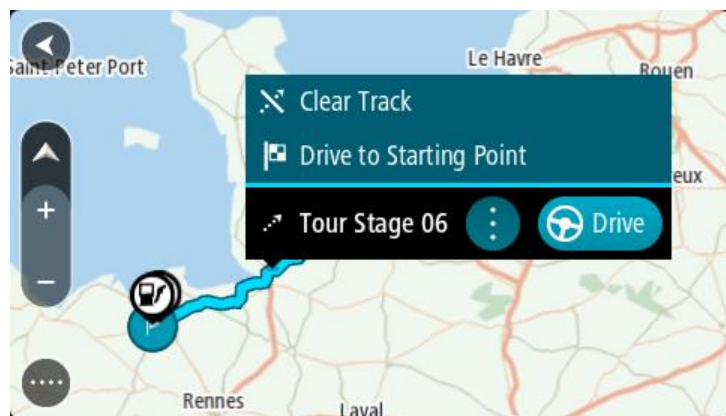 Saint Peter Port
Le Havre
Rouen
Clear Track
Drive to Starting Point
eux
Tour Stage 06
Drive
+
−
Rennes
Laval